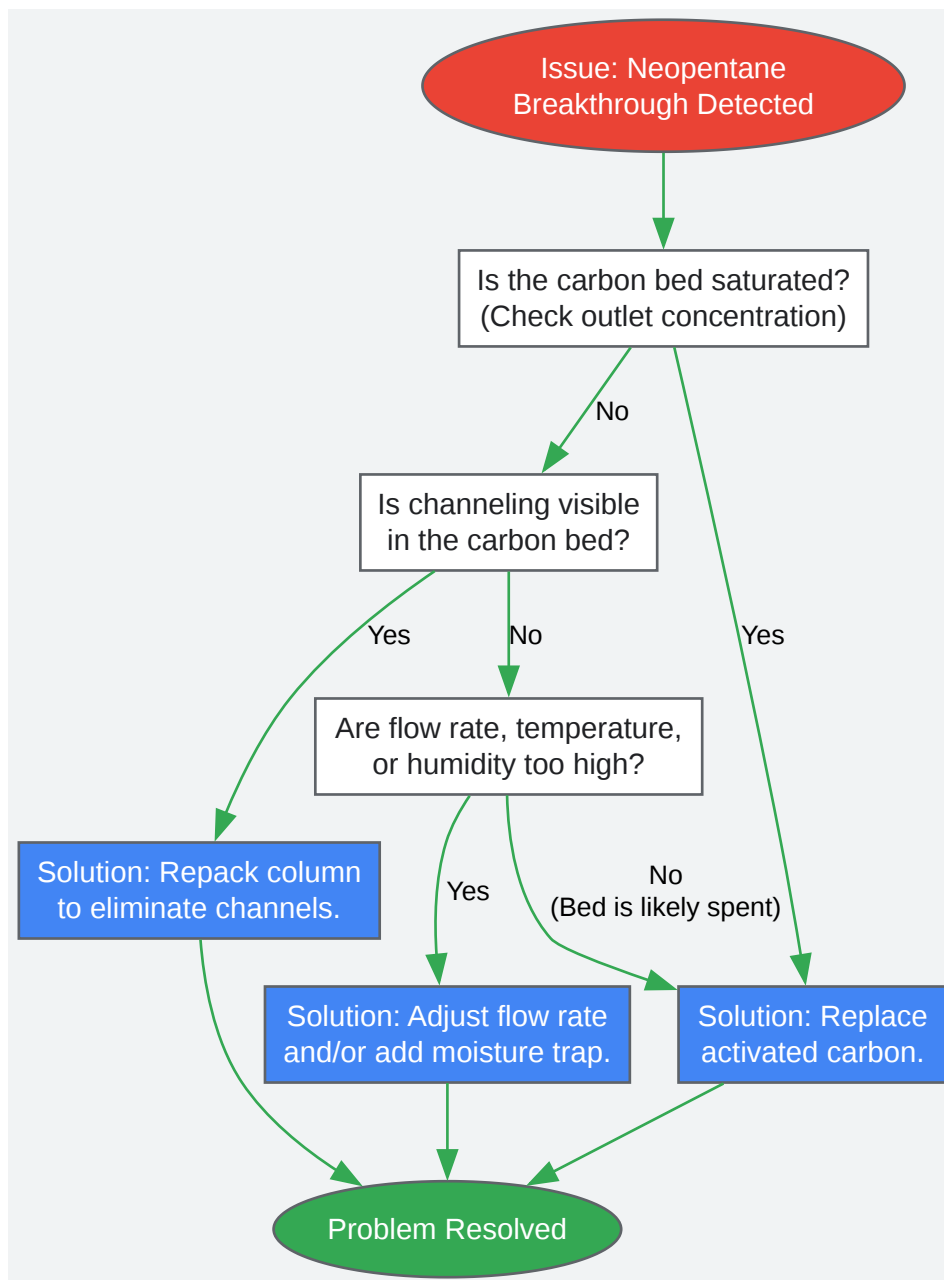 Issue: Neopentane
Breakthrough Detected
Is the carbon bed saturated?
(Check outlet concentration)
No
Is channeling visible
in the carbon bed?
Yes
No
Yes
Are flow rate, temperature,
or humidity too high?
Solution: Repack column
to eliminate channels.
Yes
No
(Bed is likely spent)
Solution: Adjust flow rate
and/or add moisture trap.
Solution: Replace
activated carbon.
Problem Resolved